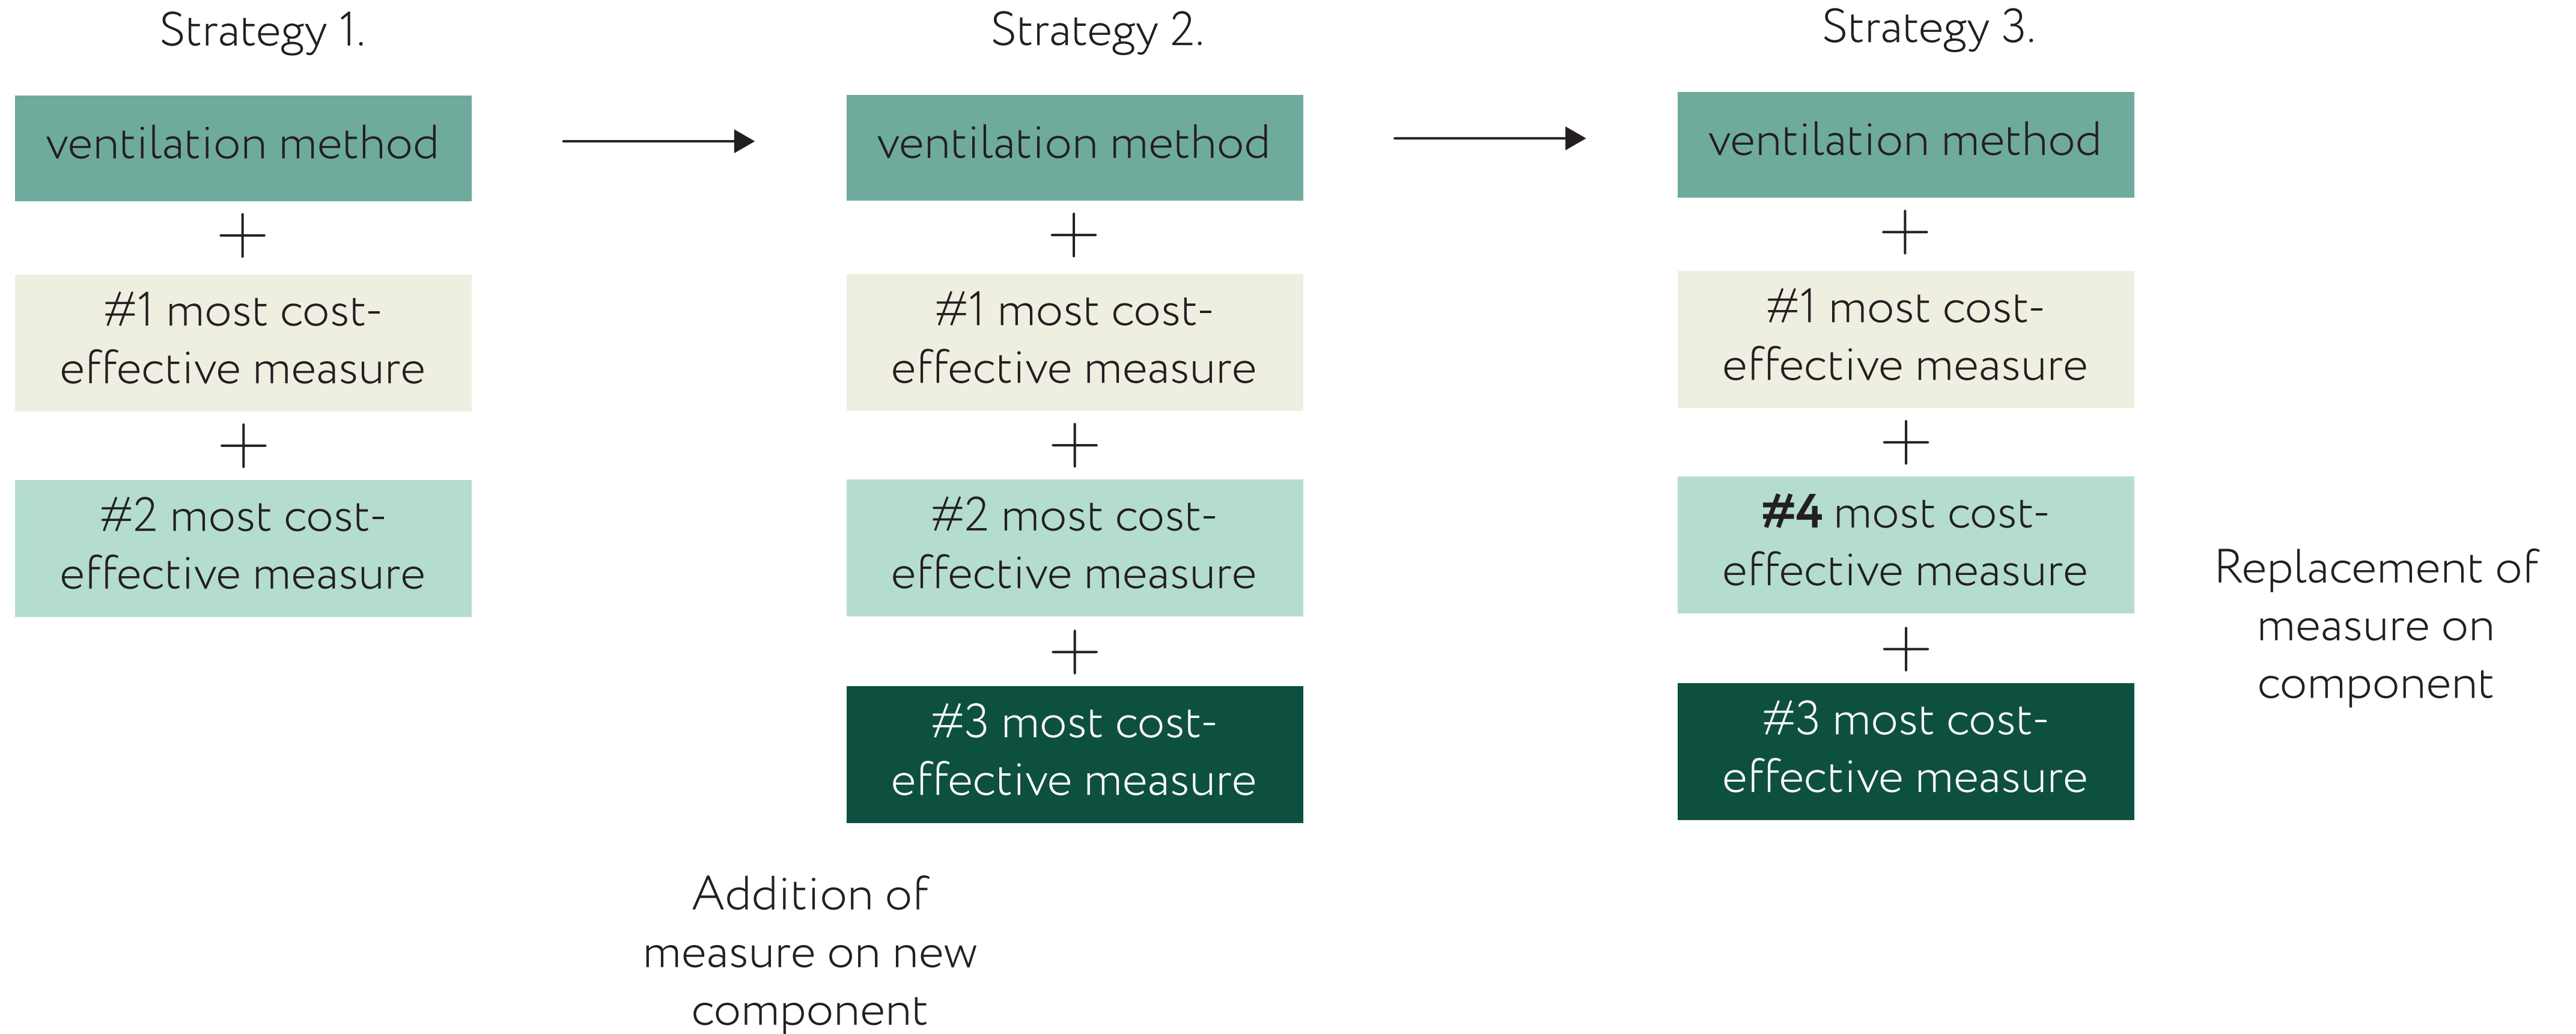 Strategy 1.
ventilation method
+
#1 most cost-
effective measure
+
#2 most cost-
effective measure
Strategy 2.
ventilation method
+
#1 most cost-
effective measure
+
#2 most cost-
effective measure
+
#3 most cost-
effective measure
Addition of
measure on new
component
Strategy 3.
ventilation method
+
#1 most cost-
effective measure
+
#4 most cost-
effective measure
+
#3 most cost-
effective measure
Replacement of
measure on
component